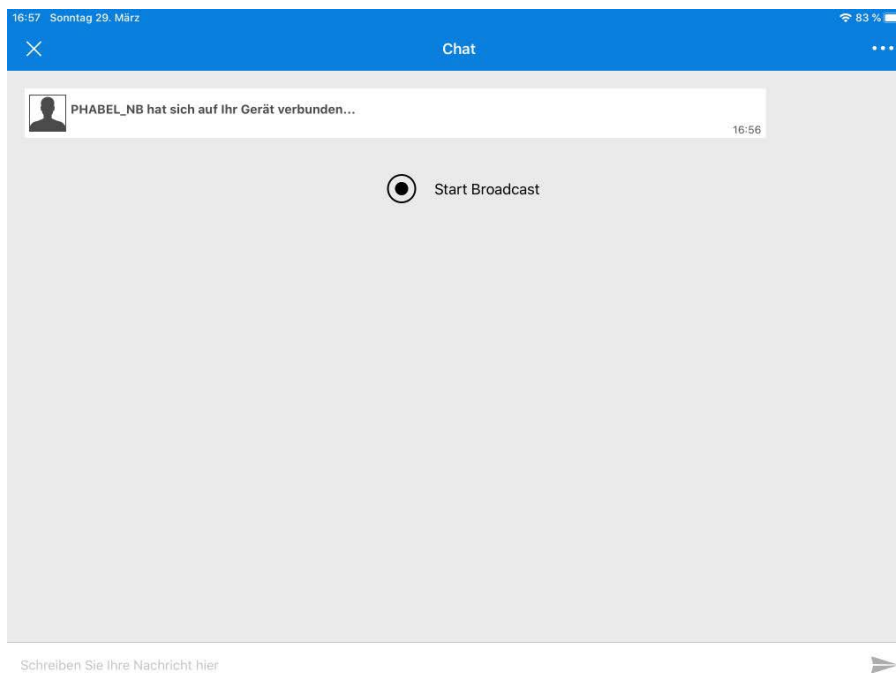 16:57 Sonntag 29. März 83 %
Chat
PHABEL_NB hat sich auf Ihr Gerät verbunden...
16:56
Start Broadcast
Schreiben Sie Ihre Nachricht hier